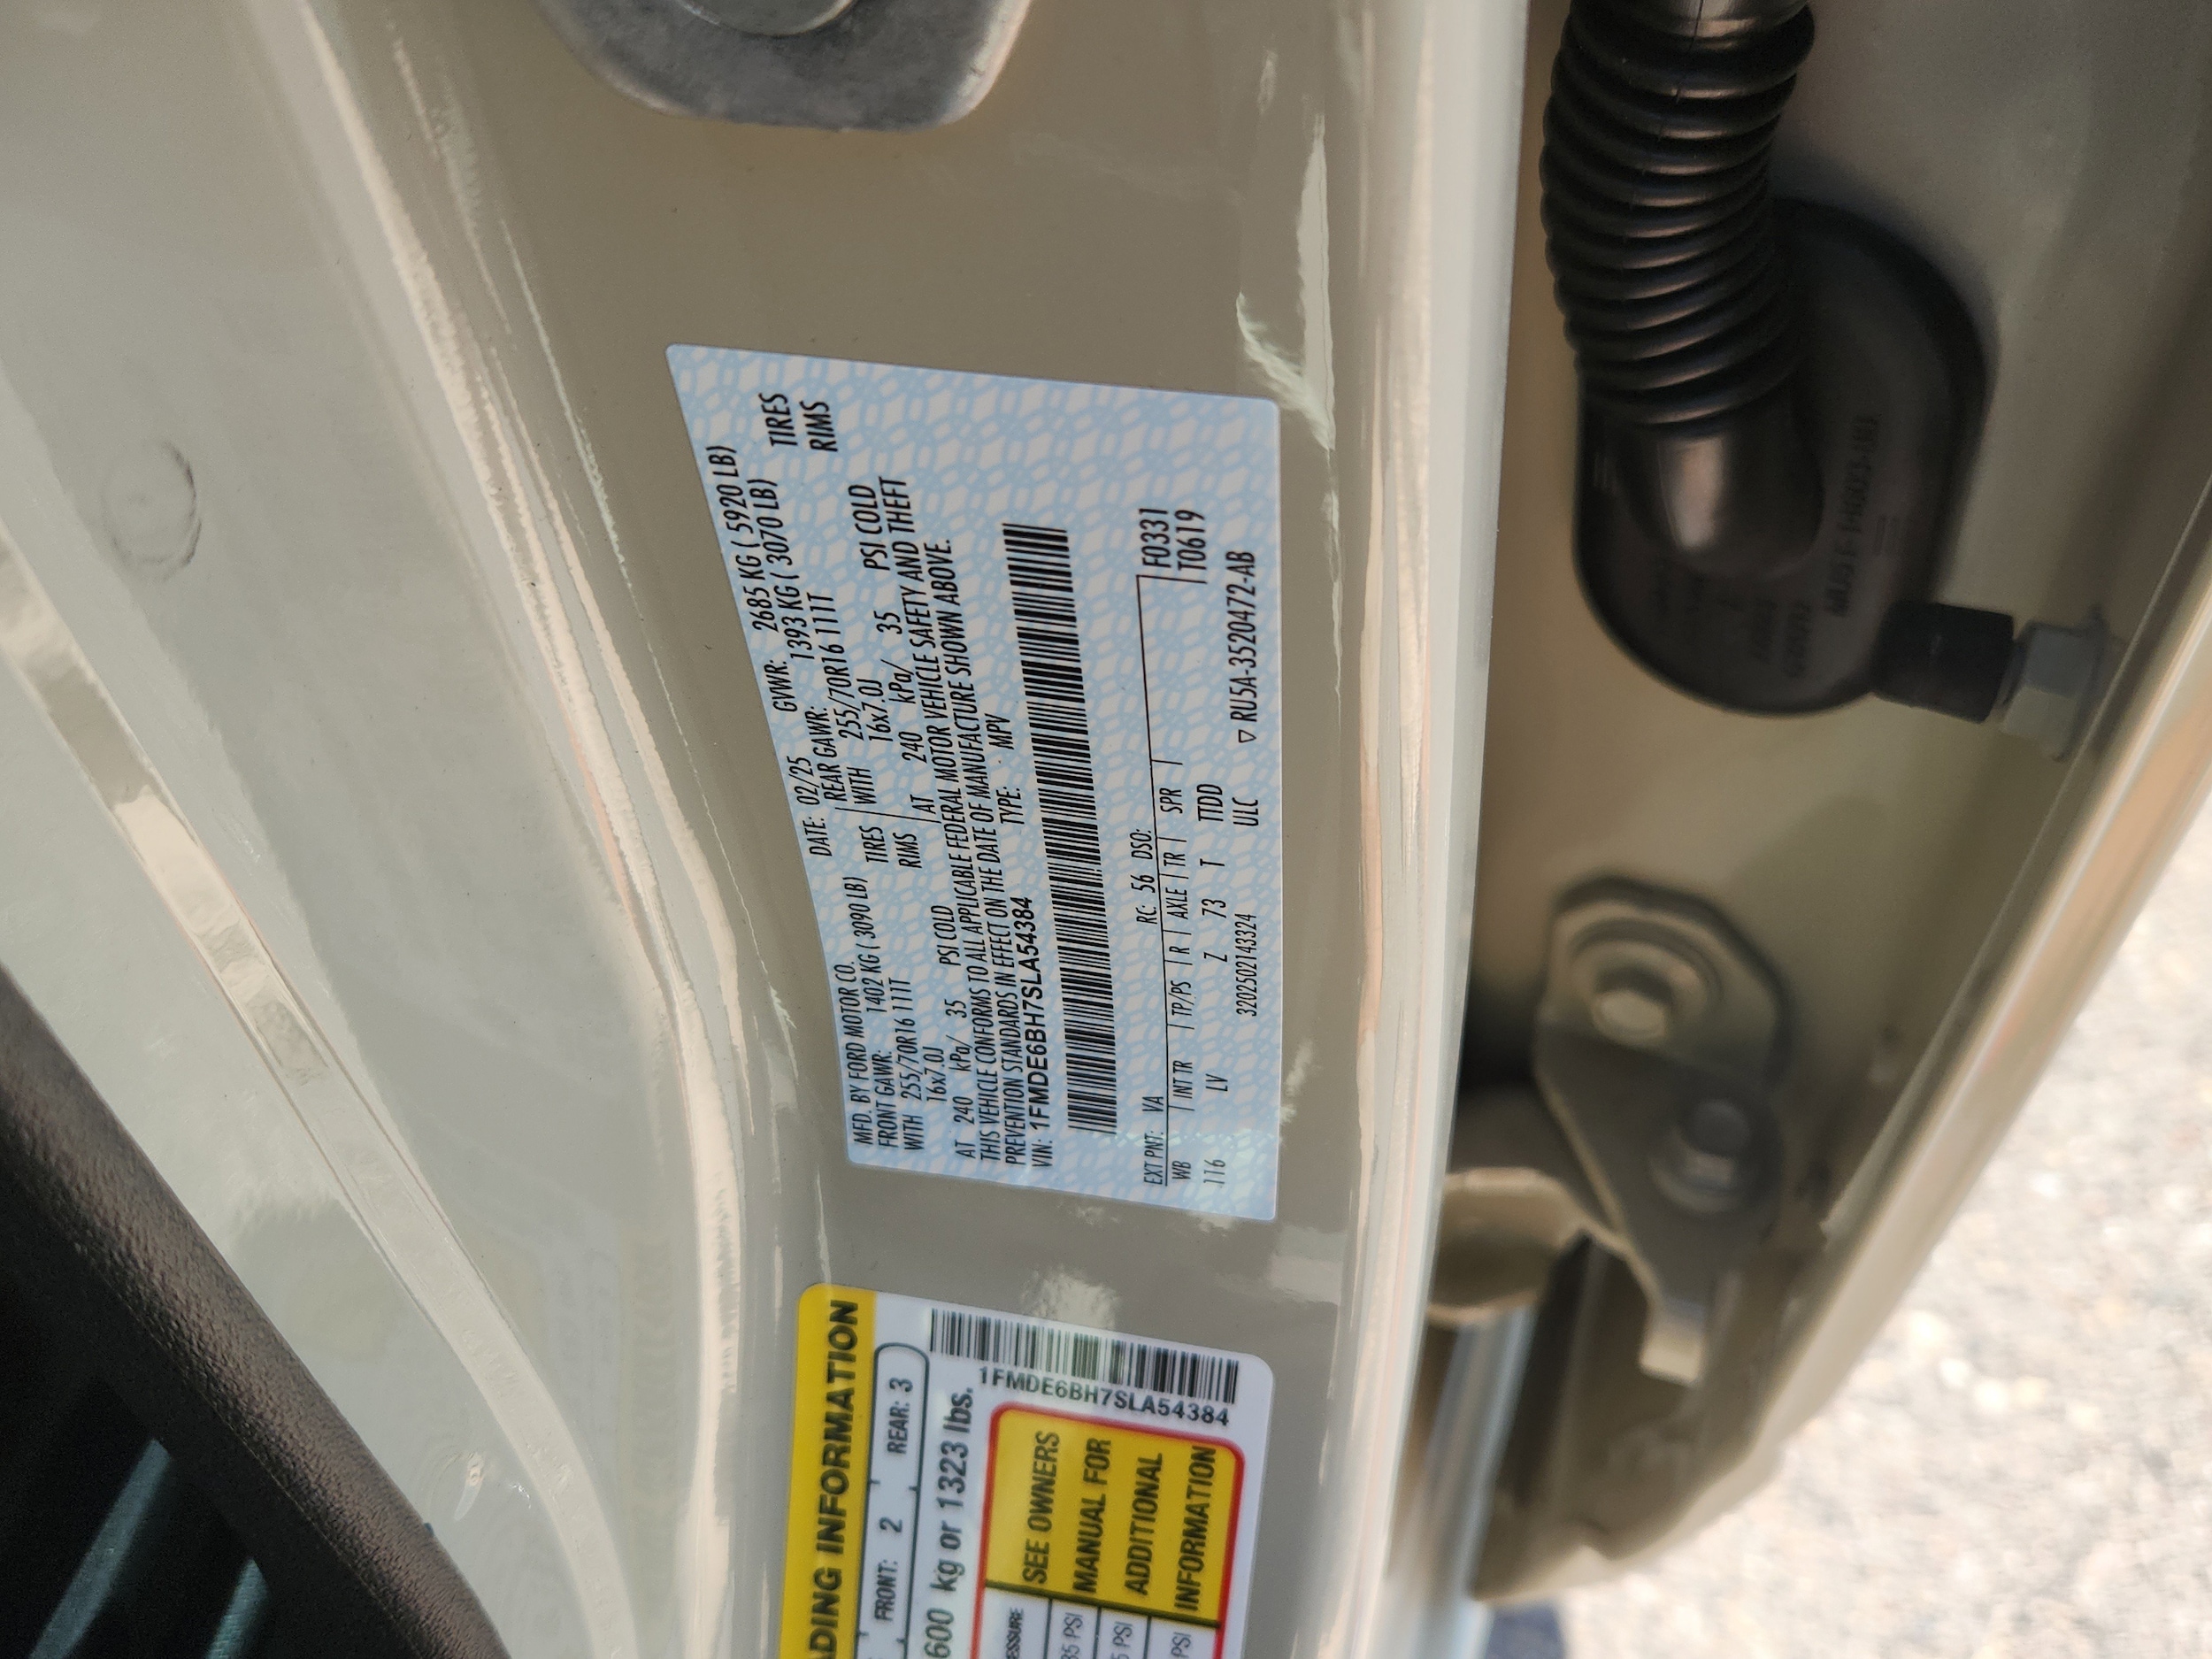 MFD. BY FORD MOTOR CO.
DATE: 02/25 GVWR: 2685 KG ( 5920 LB)
FRONT GAWR: 1402 KG ( 3090 LB) REAR GAWR: 1393 KG ( 3070 LB)
WITH 255/70R16 111T TIRES WITH 255/70R16 111T TIRES
16x7.0J RIMS 16x7.0J RIMS
AT 240 kPa/ 35 PSI COLD AT 240 kPa/ 35 PSI COLD
THIS VEHICLE CONFORMS TO ALL APPLICABLE FEDERAL MOTOR VEHICLE SAFETY AND THEFT
PREVENTION STANDARDS IN EFFECT ON THE DATE OF MANUFACTURE SHOWN ABOVE.
VIN: 1FMDE6BH7SLA54384 TYPE: MPV
EXT PNT: VA RC: 56 DSO: F0331
WB INT TR TP/PS R AXLE TR SPR T0619
116 LV Z 73 T TTDD
3202502143324 ULC ▽ RU5A-3520472-AB
ADING INFORMATION
FRONT: 2 REAR: 3
600 kg or 1323 lbs.
1FMDE6BH7SLA54384
SEE OWNERS
MANUAL FOR
ADDITIONAL
INFORMATION
35 PSI
PSI
PSI